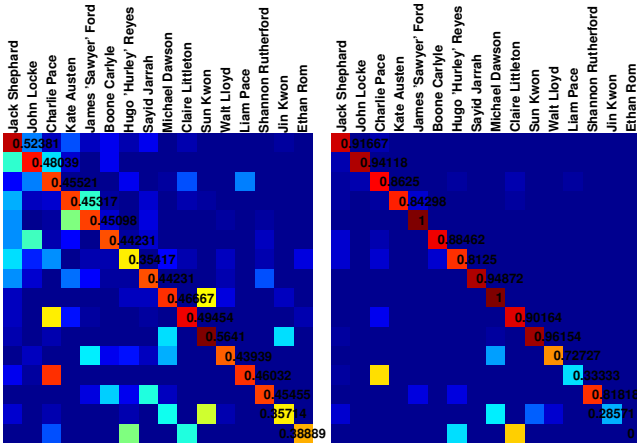 Jack Shephard
John Locke
Charlie Pace
Kate Austen
James 'Sawyer' Ford
Boone Carlyle
Hugo 'Hurley' Reyes
Sayid Jarrah
Michael Dawson
Claire Littleton
Sun Kwon
Walt Lloyd
Liam Pace
Shannon Rutherford
Jin Kwon
Ethan Rom
0.52381
0.48039
0.46521
0.45317
0.45098
0.44231
0.35417
0.44231
0.46667
0.49454
0.5641
0.43939
0.46032
0.45455
0.35714
0.38889
Jack Shephard
John Locke
Charlie Pace
Kate Austen
James 'Sawyer' Ford
Boone Carlyle
Hugo 'Hurley' Reyes
Sayid Jarrah
Michael Dawson
Claire Littleton
Sun Kwon
Walt Lloyd
Liam Pace
Shannon Rutherford
Jin Kwon
Ethan Rom
0.91667
0.94118
0.8625
0.84298
1
0.88462
0.8125
0.94872
1
0.90164
0.96154
0.72727
0.33333
0.81818
0.28571